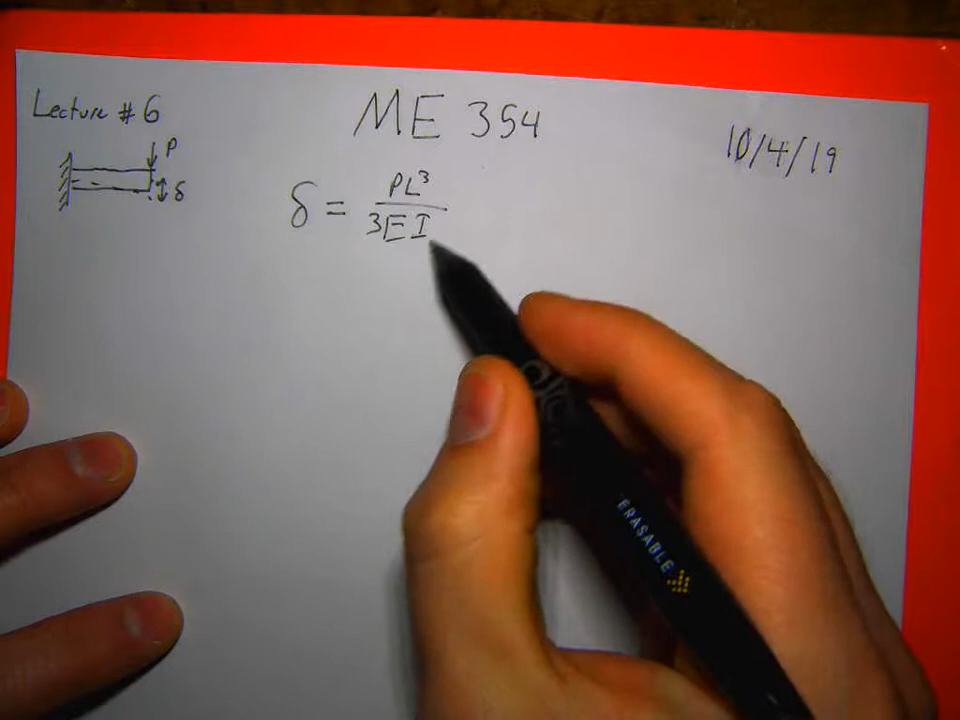 Lecture #6
ME 354
10/4/19
P
δ
δ = PL³
3EI
ERASABLE